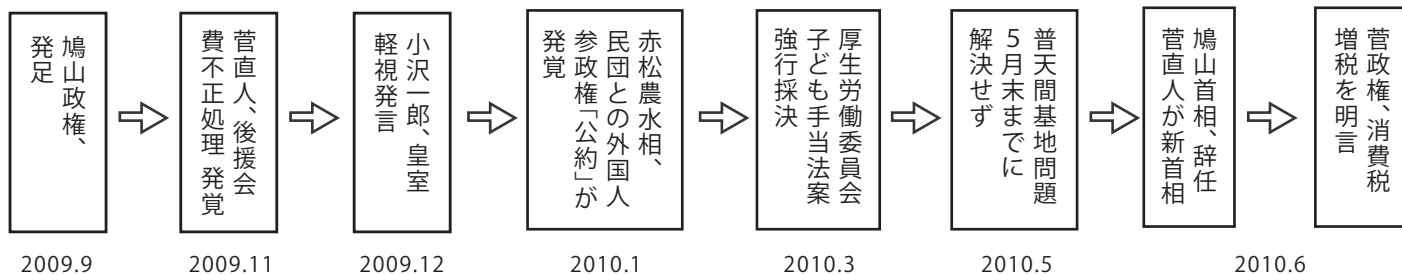 鳩山政権、
発足
菅直人、後援会
費不正処理 発覚
小沢一郎、皇室
軽視発言
赤松農水相、
民団との外国人
参政権「公約」が
発覚
厚生労働委員会
子ども手当法案
強行採決
普天間基地問題
５月末までに
解決せず
鳩山首相、辞任
菅直人が新首相
菅政権、消費税
増税を明言
2009.9
2009.11
2009.12
2010.1
2010.3
2010.5
2010.6